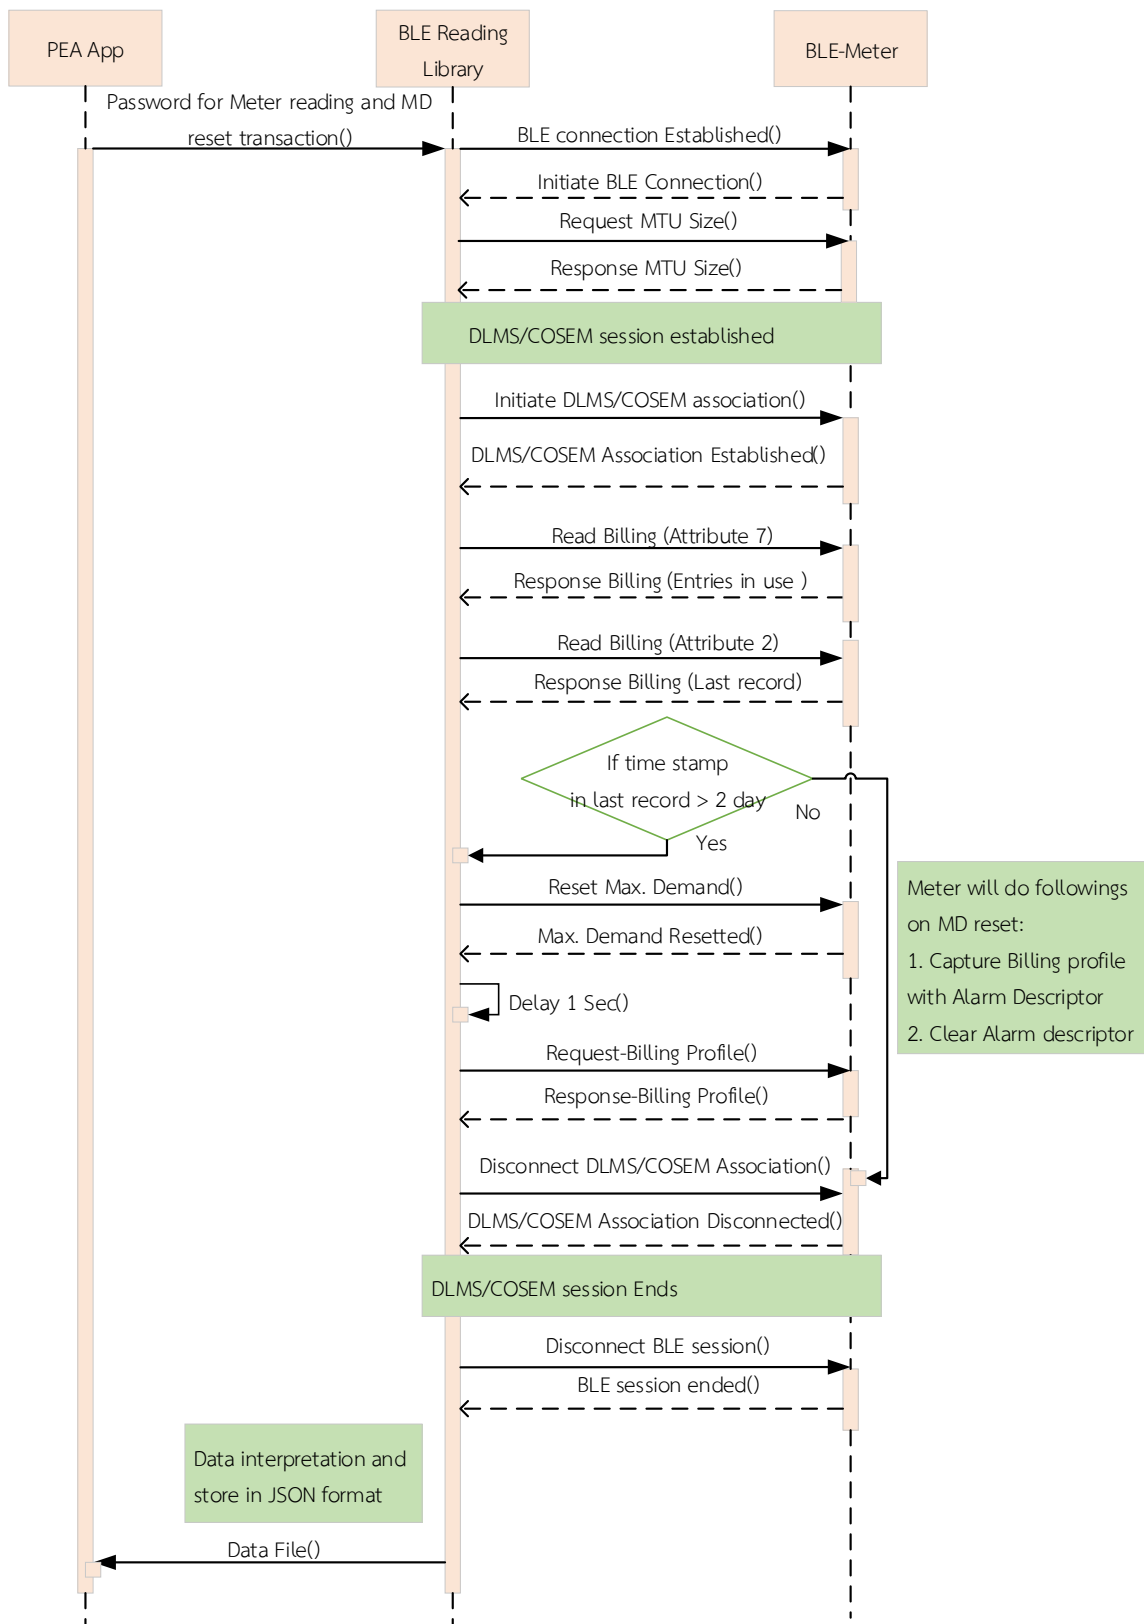 PEA App
BLE Reading
Library
BLE-Meter
Password for Meter reading and MD
reset transaction()
BLE connection Established()
Initiate BLE Connection()
Request MTU Size()
Response MTU Size()
DLMS/COSEM session established
Initiate DLMS/COSEM association()
DLMS/COSEM Association Established()
Read Billing (Attribute 7)
Response Billing (Entries in use )
Read Billing (Attribute 2)
Response Billing (Last record)
If time stamp
in last record > 2 day
No
Yes
Reset Max. Demand()
Max. Demand Resetted()
Meter will do followings
on MD reset:
1. Capture Billing profile
with Alarm Descriptor
2. Clear Alarm descriptor
Delay 1 Sec()
Request-Billing Profile()
Response-Billing Profile()
Disconnect DLMS/COSEM Association()
DLMS/COSEM Association Disconnected()
DLMS/COSEM session Ends
Disconnect BLE session()
BLE session ended()
Data interpretation and
store in JSON format
Data File()